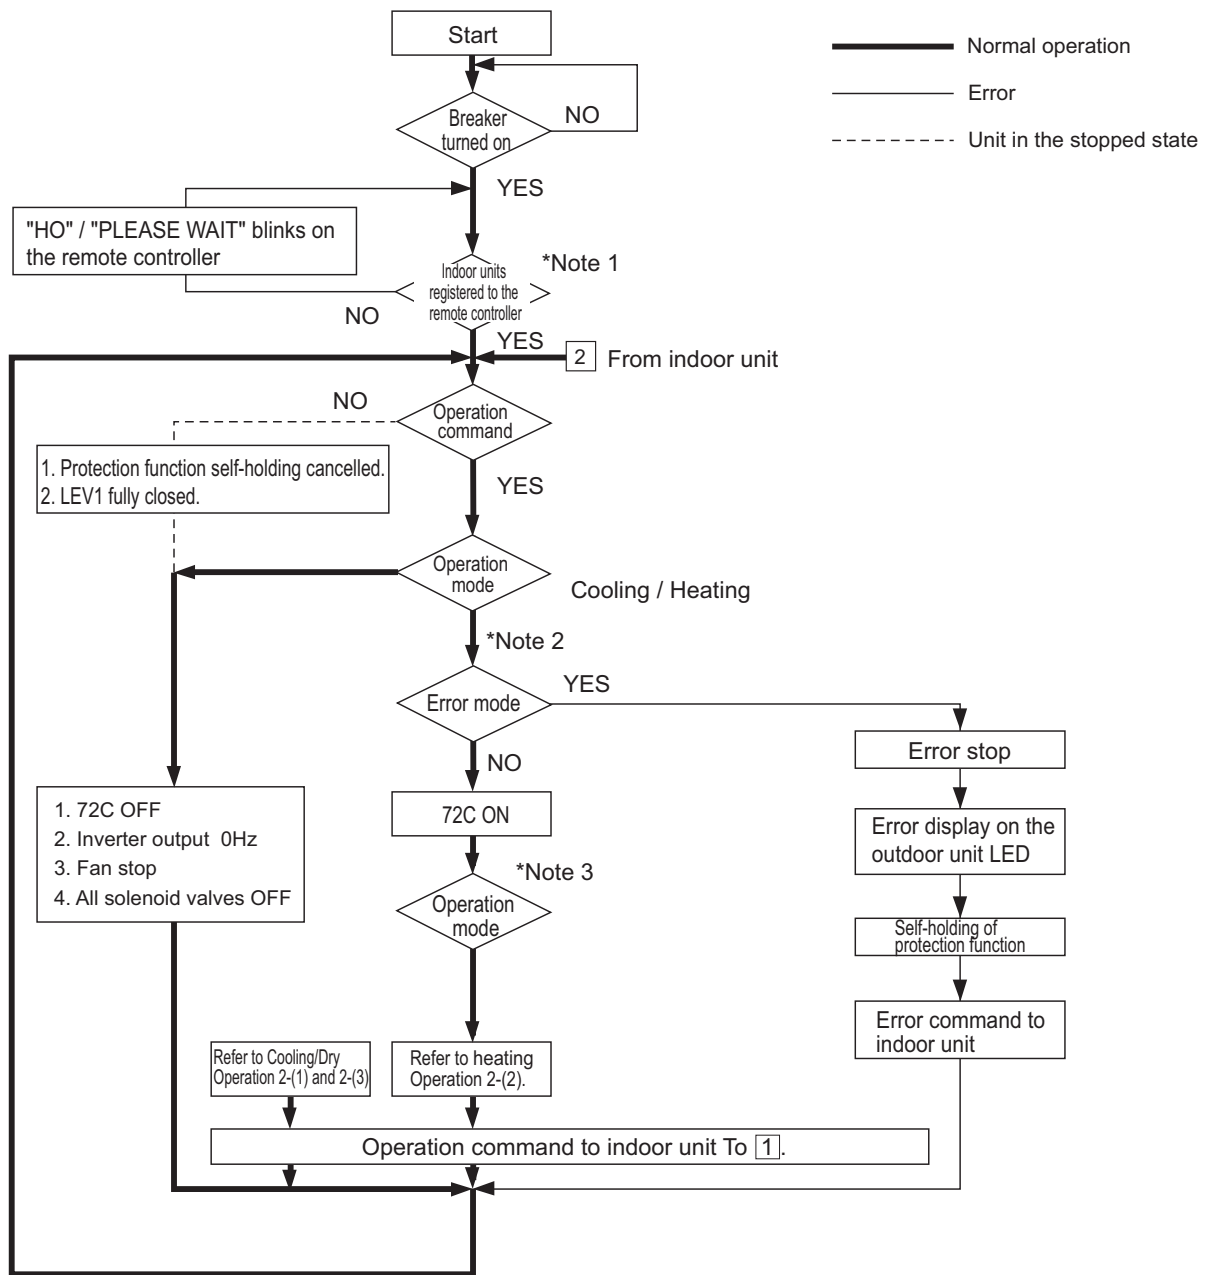 Start
Normal operation
Error
Unit in the stopped state
Breaker
turned on
NO
YES
"HO" / "PLEASE WAIT" blinks on
the remote controller
*Note 1
Indoor units
registered to the
remote controller
NO
YES
2 From indoor unit
NO
Operation
command
1. Protection function self-holding cancelled.
2. LEV1 fully closed.
YES
Operation
mode
Cooling / Heating
*Note 2
Error mode
YES
NO
Error stop
1. 72C OFF
2. Inverter output 0Hz
3. Fan stop
4. All solenoid valves OFF
72C ON
Error display on the
outdoor unit LED
*Note 3
Operation
mode
Self-holding of
protection function
Error command to
indoor unit
Refer to Cooling/Dry
Operation 2-(1) and 2-(3)
Refer to heating
Operation 2-(2).
Operation command to indoor unit To 1.